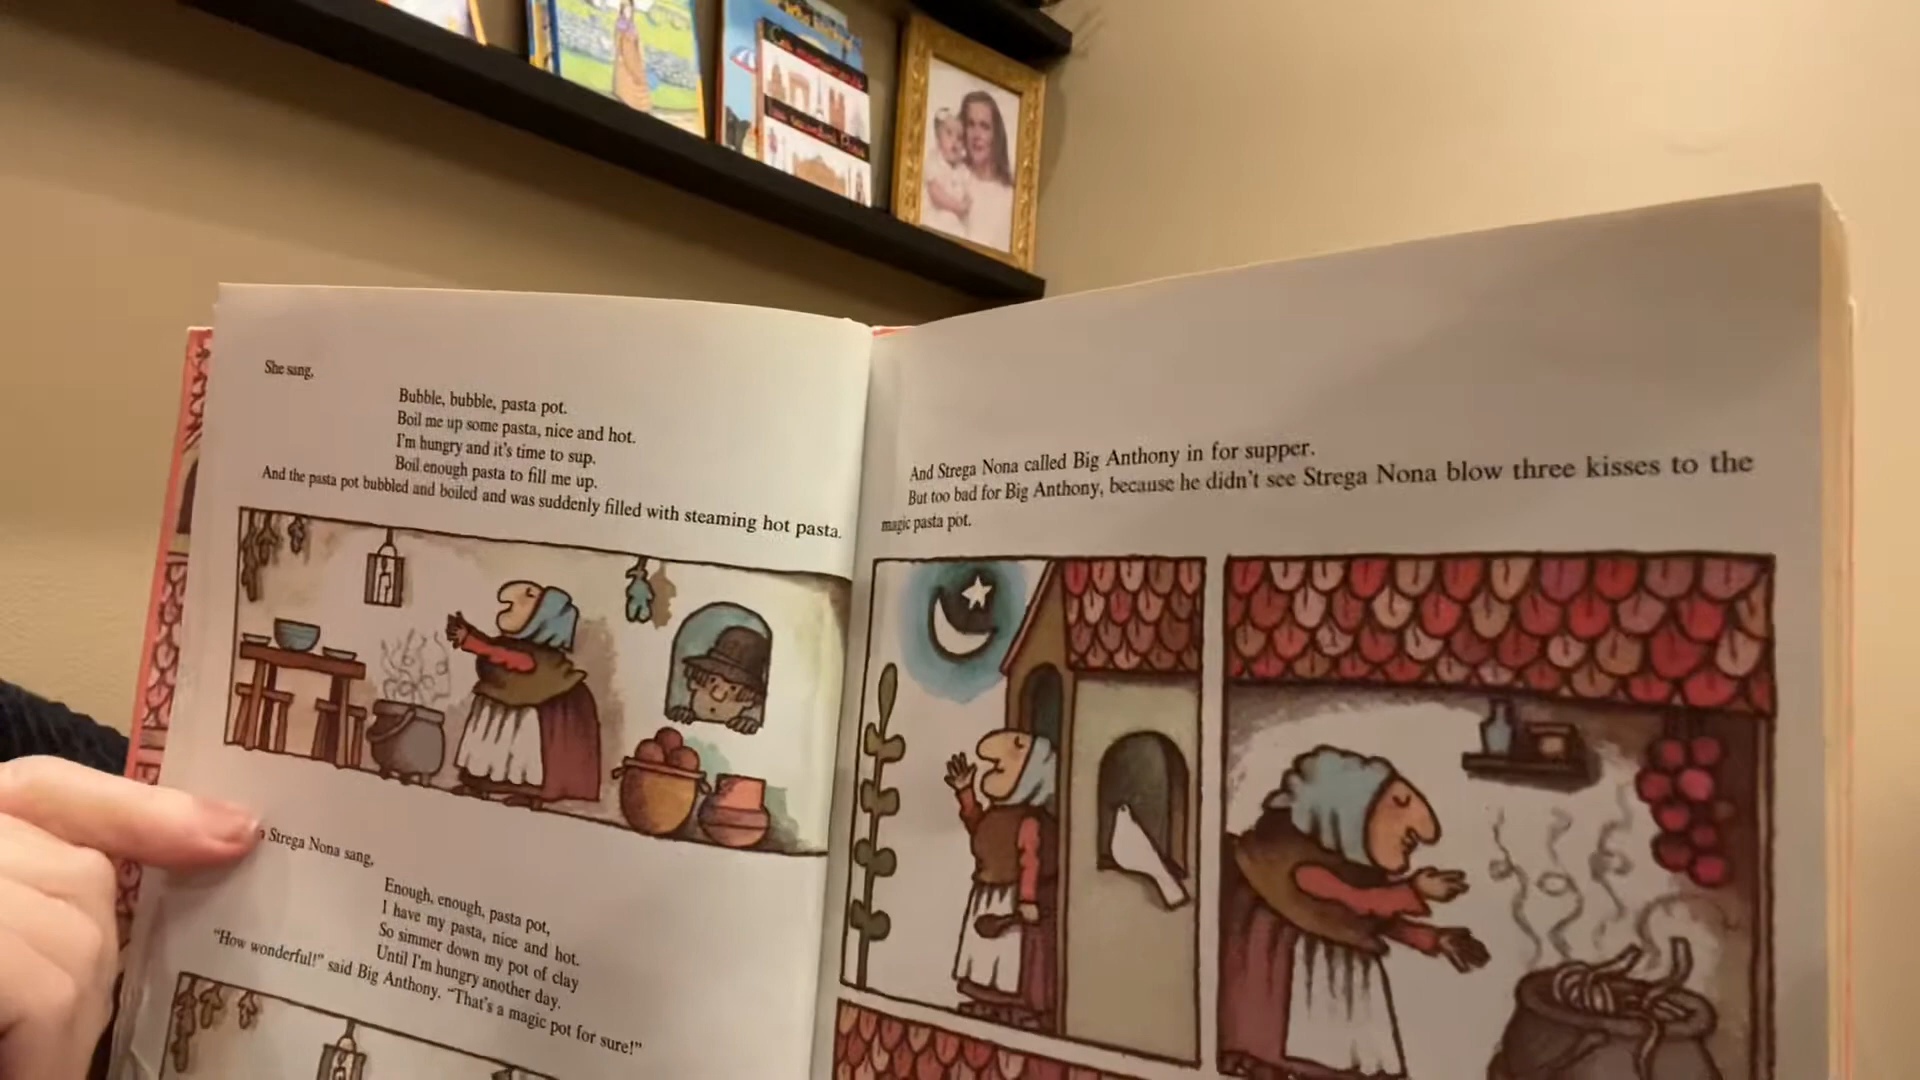 She sang,
Bubble, bubble, pasta pot.
Boil me up some pasta, nice and hot.
I'm hungry and it's time to sup.
Boil enough pasta to fill me up.
And the pasta pot bubbled and boiled and was suddenly filled with steaming hot pasta.
Strega Nona sang,
Enough, enough, pasta pot,
I have my pasta, nice and hot.
So simmer down my pot of clay
Until I'm hungry another day.
"How wonderful!" said Big Anthony. "That's a magic pot for sure!"
And Strega Nona called Big Anthony in for supper.
But too bad for Big Anthony, because he didn't see Strega Nona blow three kisses to the
magic pasta pot.